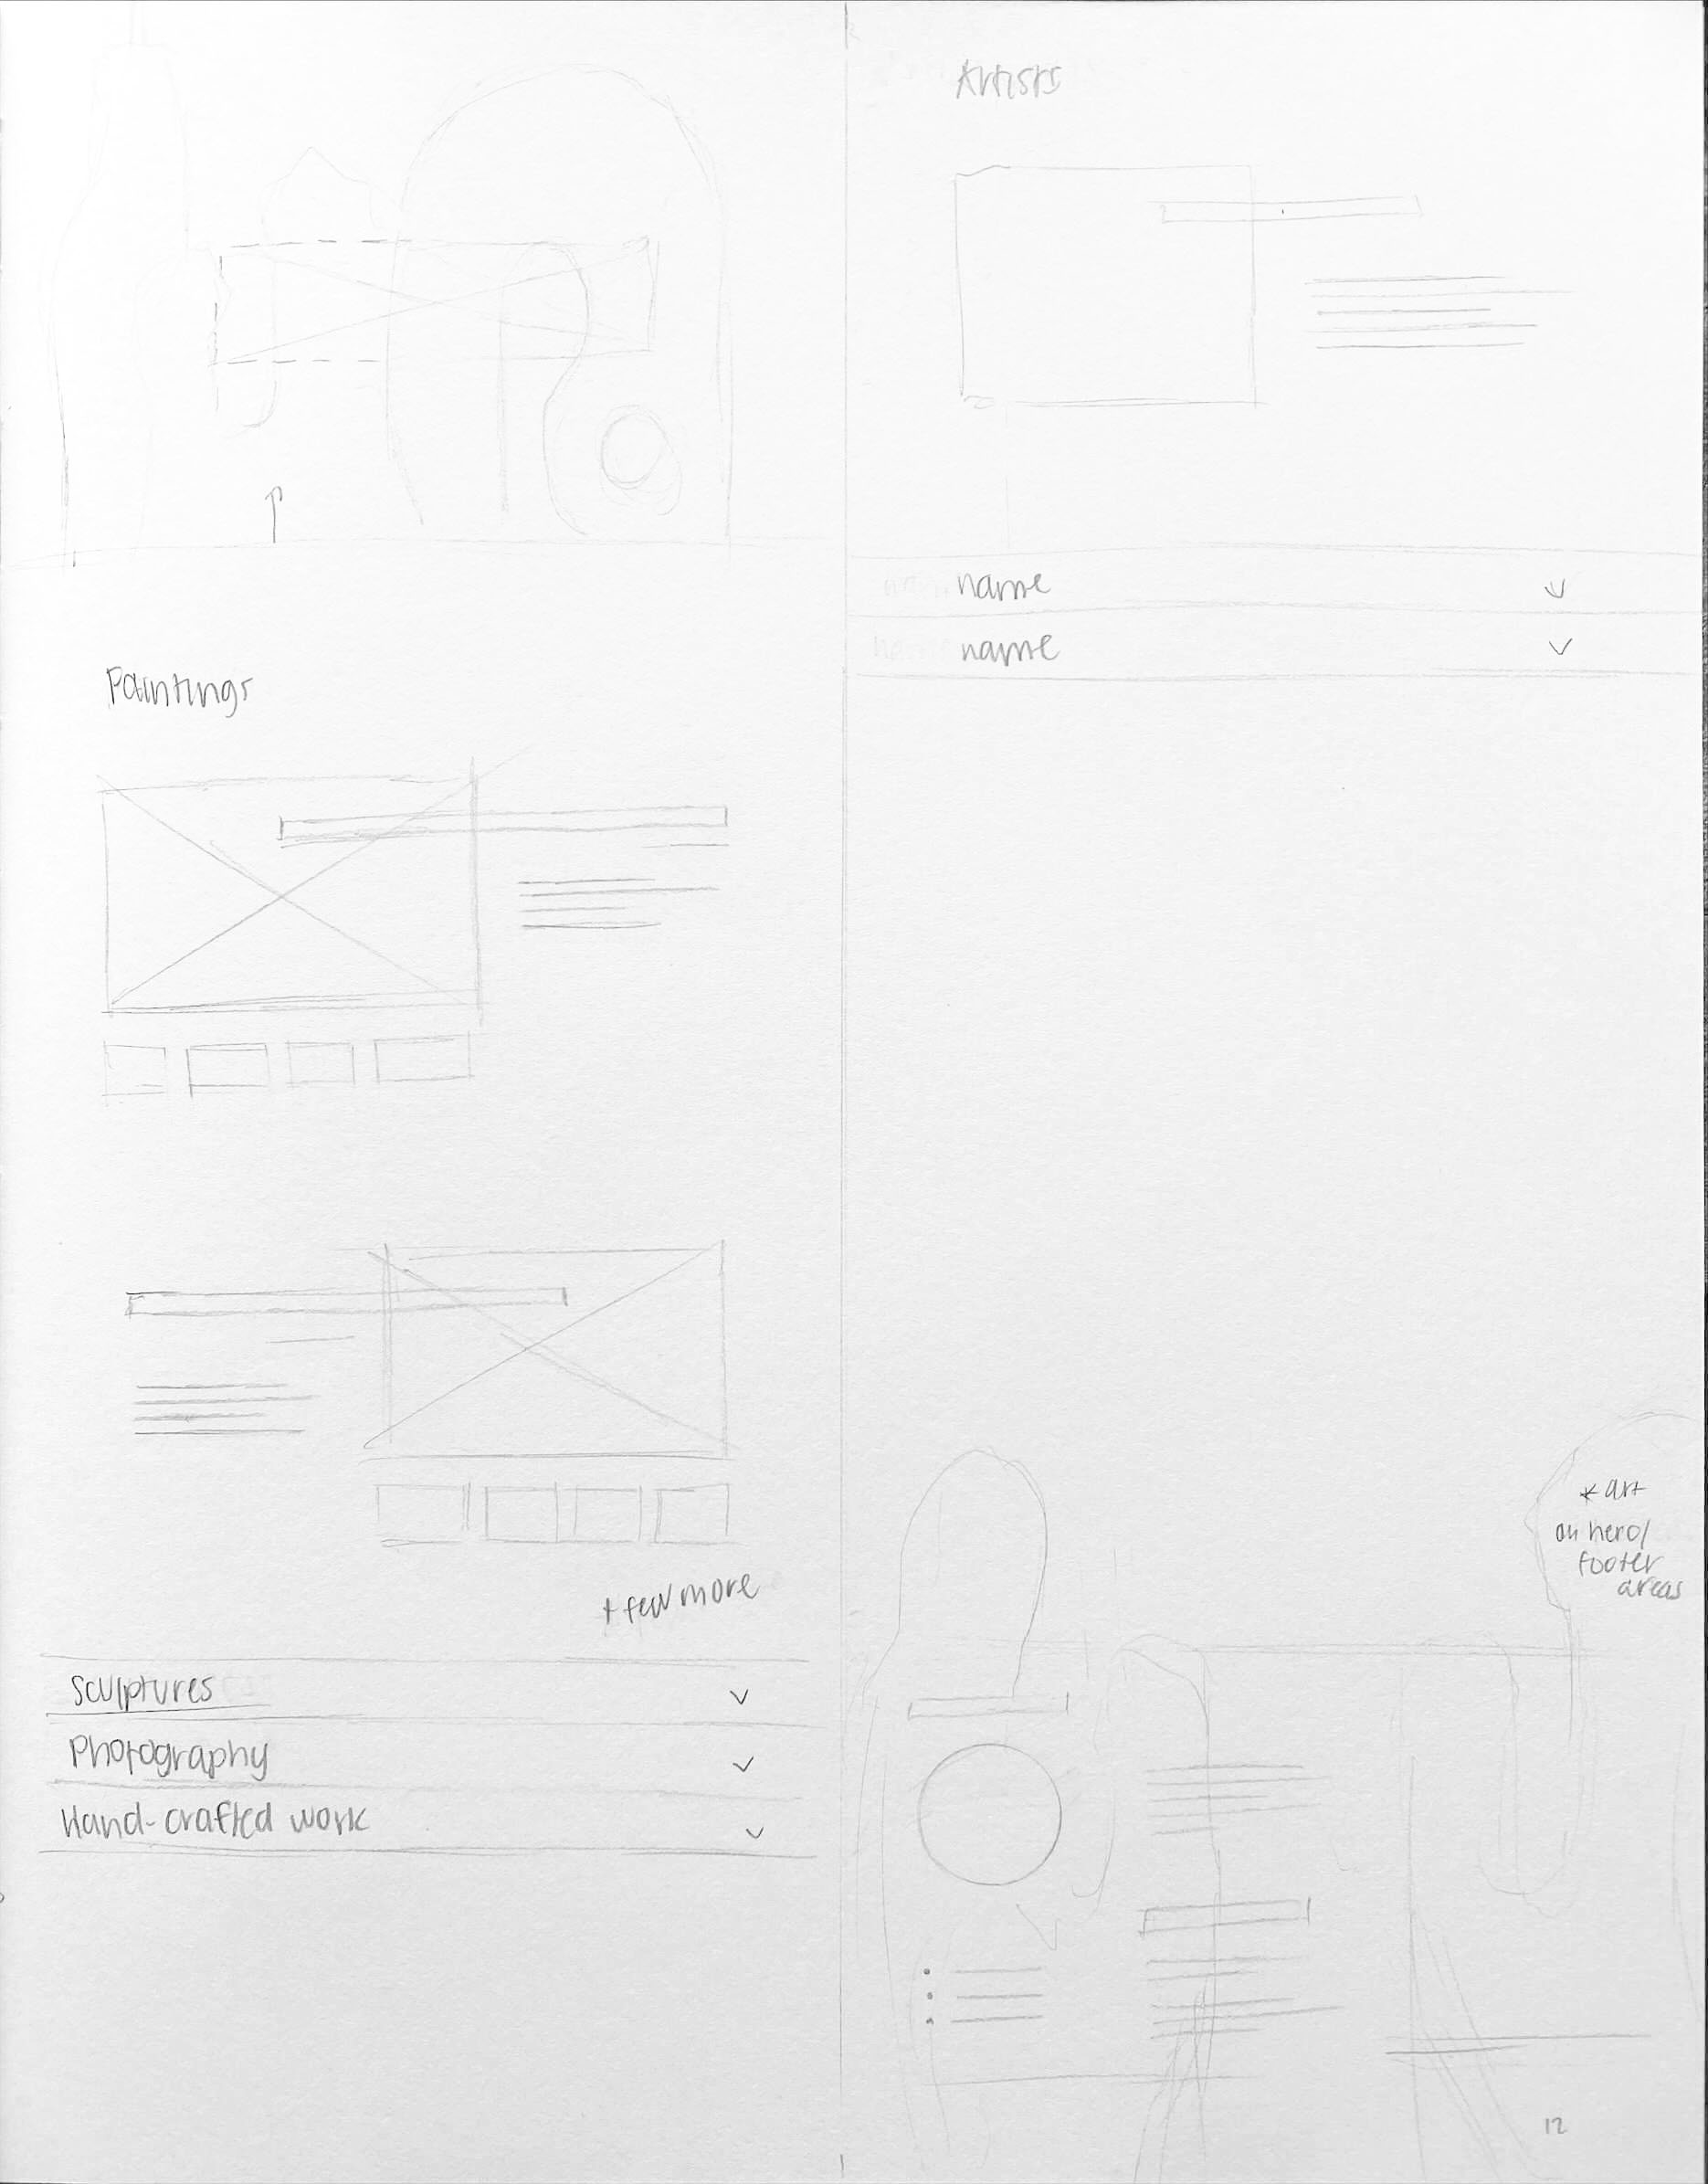 Paintings
+ few more
Sculptures
Photography
Hand-crafted work
Artists
name
name
* art
on hero/
footer
areas
12